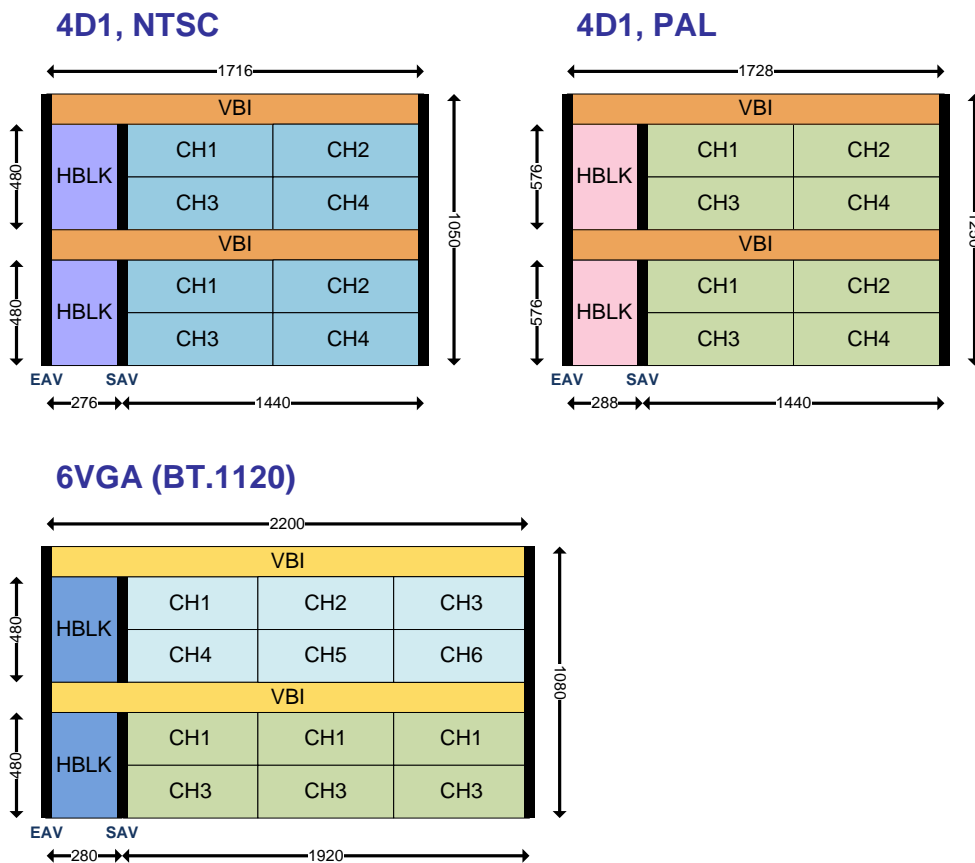 4D1, NTSC
1716
VBI
480
HBLK
CH1 CH2
CH3 CH4
1050
VBI
480
HBLK
CH1 CH2
CH3 CH4
EAV SAV
276 1440
4D1, PAL
1728
VBI
576
HBLK
CH1 CH2
CH3 CH4
VBI
576
HBLK
CH1 CH2
CH3 CH4
EAV SAV
288 1440
6VGA (BT.1120)
2200
VBI
480
HBLK
CH1 CH2 CH3
CH4 CH5 CH6
1080
VBI
480
HBLK
CH1 CH1 CH1
CH3 CH3 CH3
EAV SAV
280 1920